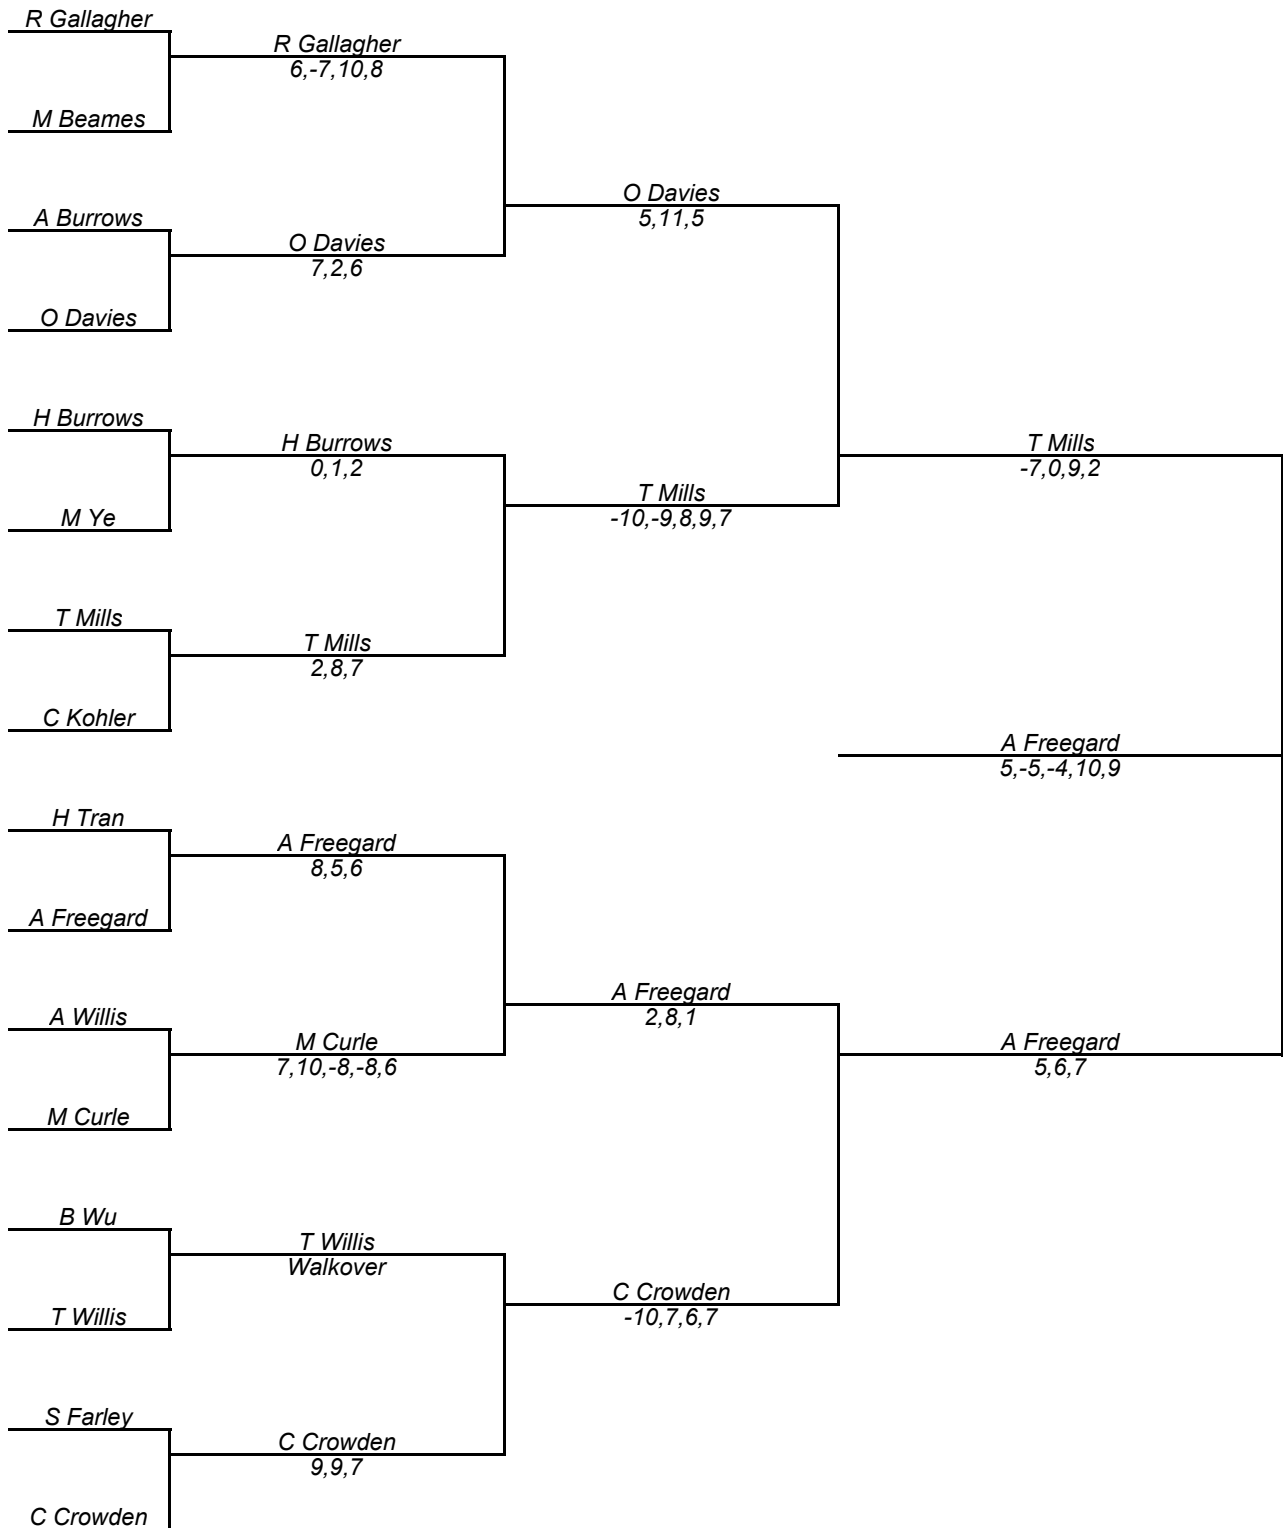 R Gallagher
R Gallagher
6,-7,10,8
M Beames
O Davies
5,11,5
A Burrows
O Davies
7,2,6
O Davies
H Burrows
H Burrows
0,1,2
T Mills
-7,0,9,2
T Mills
-10,-9,8,9,7
M Ye
T Mills
T Mills
2,8,7
C Kohler
A Freegard
5,-5,-4,10,9
H Tran
A Freegard
8,5,6
A Freegard
A Freegard
2,8,1
A Willis
M Curle
7,10,-8,-8,6
A Freegard
5,6,7
M Curle
B Wu
T Willis
Walkover
C Crowden
-10,7,6,7
T Willis
S Farley
C Crowden
9,9,7
C Crowden